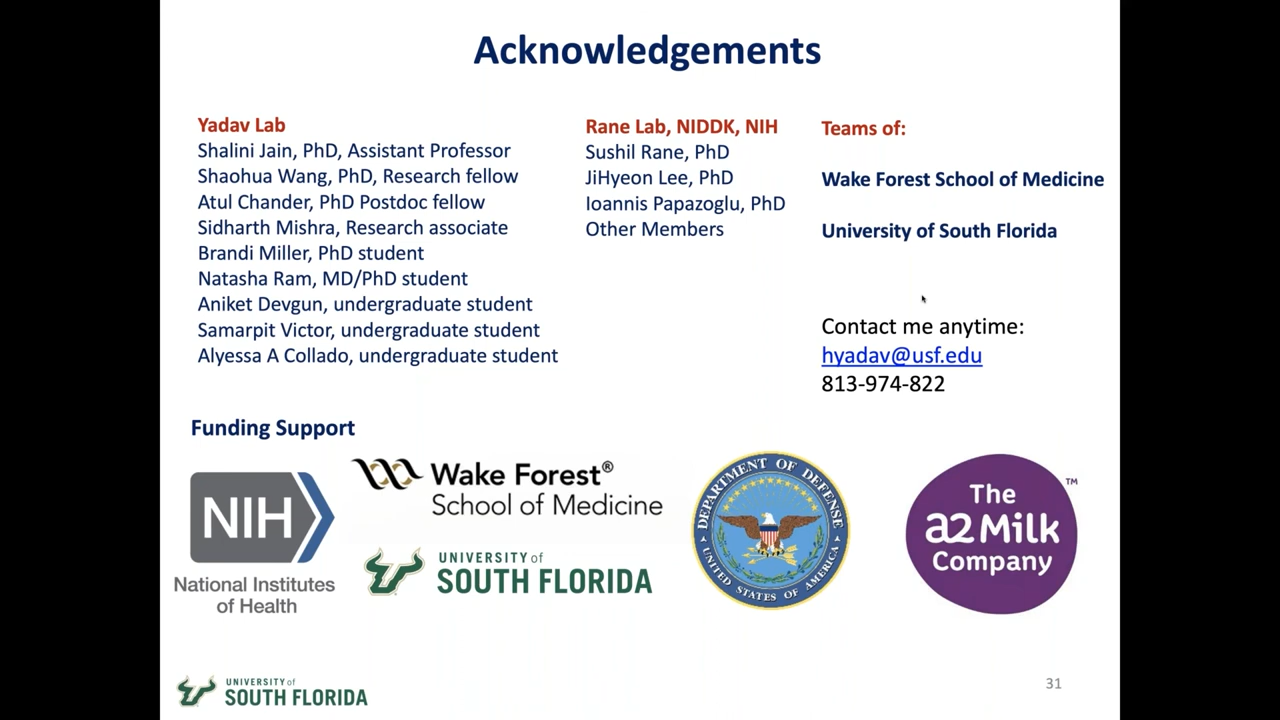 Acknowledgements
Yadav Lab
Shalini Jain, PhD, Assistant Professor
Shaohua Wang, PhD, Research fellow
Atul Chander, PhD Postdoc fellow
Sidharth Mishra, Research associate
Brandi Miller, PhD student
Natasha Ram, MD/PhD student
Aniket Devgun, undergraduate student
Samarpit Victor, undergraduate student
Alyessa A Collado, undergraduate student
Rane Lab, NIDDK, NIH
Sushil Rane, PhD
JiHyeon Lee, PhD
Ioannis Papazoglu, PhD
Other Members
Teams of:
Wake Forest School of Medicine
University of South Florida
Contact me anytime:
hyadav@usf.edu
813-974-822
Funding Support
NIH
National Institutes
of Health
Wake Forest®
School of Medicine
UNIVERSITY of
SOUTH FLORIDA
DEPARTMENT OF DEFENSE
UNITED STATES OF AMERICA
The
a2 Milk
Company
™
UNIVERSITY of
SOUTH FLORIDA
31